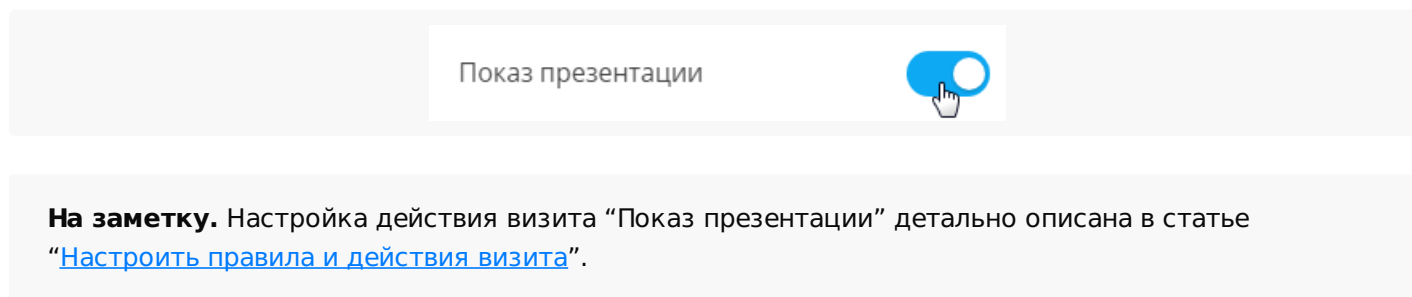 Показ презентации
На заметку. Настройка действия визита “Показ презентации” детально описана в статье
“Настроить правила и действия визита”.